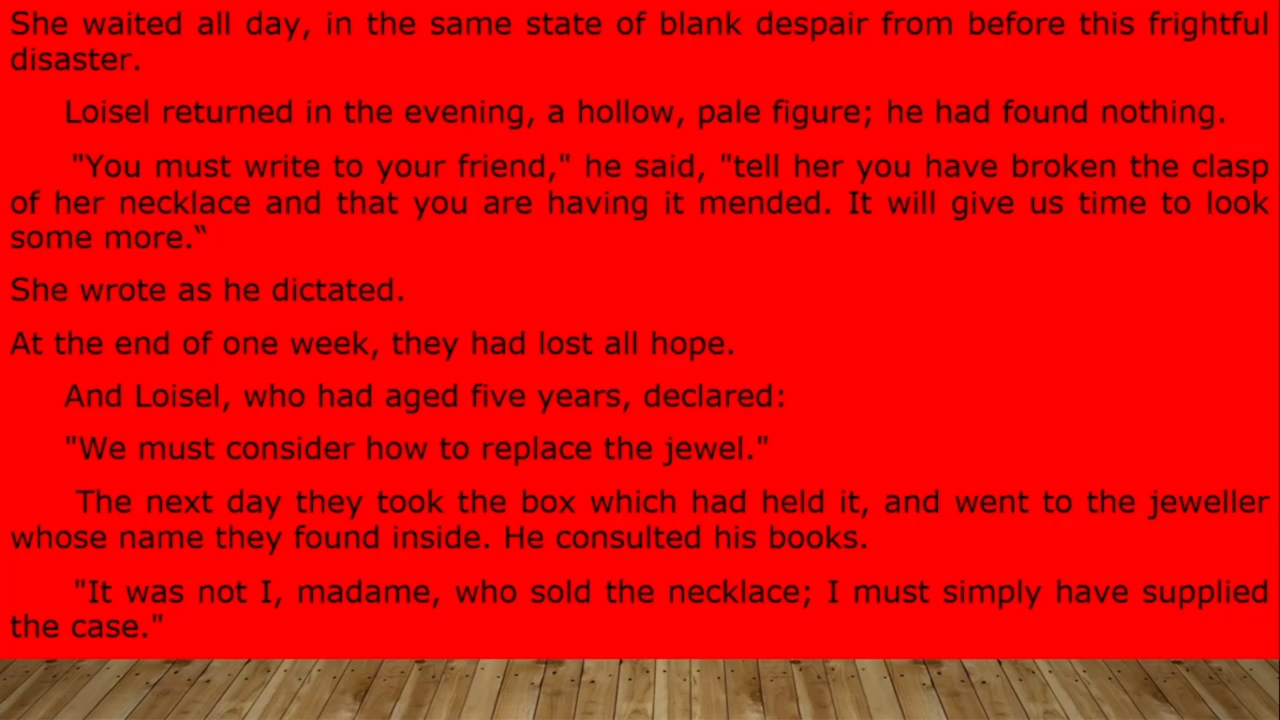 She waited all day, in the same state of blank despair from before this frightful
disaster.
Loisel returned in the evening, a hollow, pale figure; he had found nothing.
"You must write to your friend," he said, "tell her you have broken the clasp
of her necklace and that you are having it mended. It will give us time to look
some more.“
She wrote as he dictated.
At the end of one week, they had lost all hope.
And Loisel, who had aged five years, declared:
"We must consider how to replace the jewel."
The next day they took the box which had held it, and went to the jeweller
whose name they found inside. He consulted his books.
"It was not I, madame, who sold the necklace; I must simply have supplied
the case."